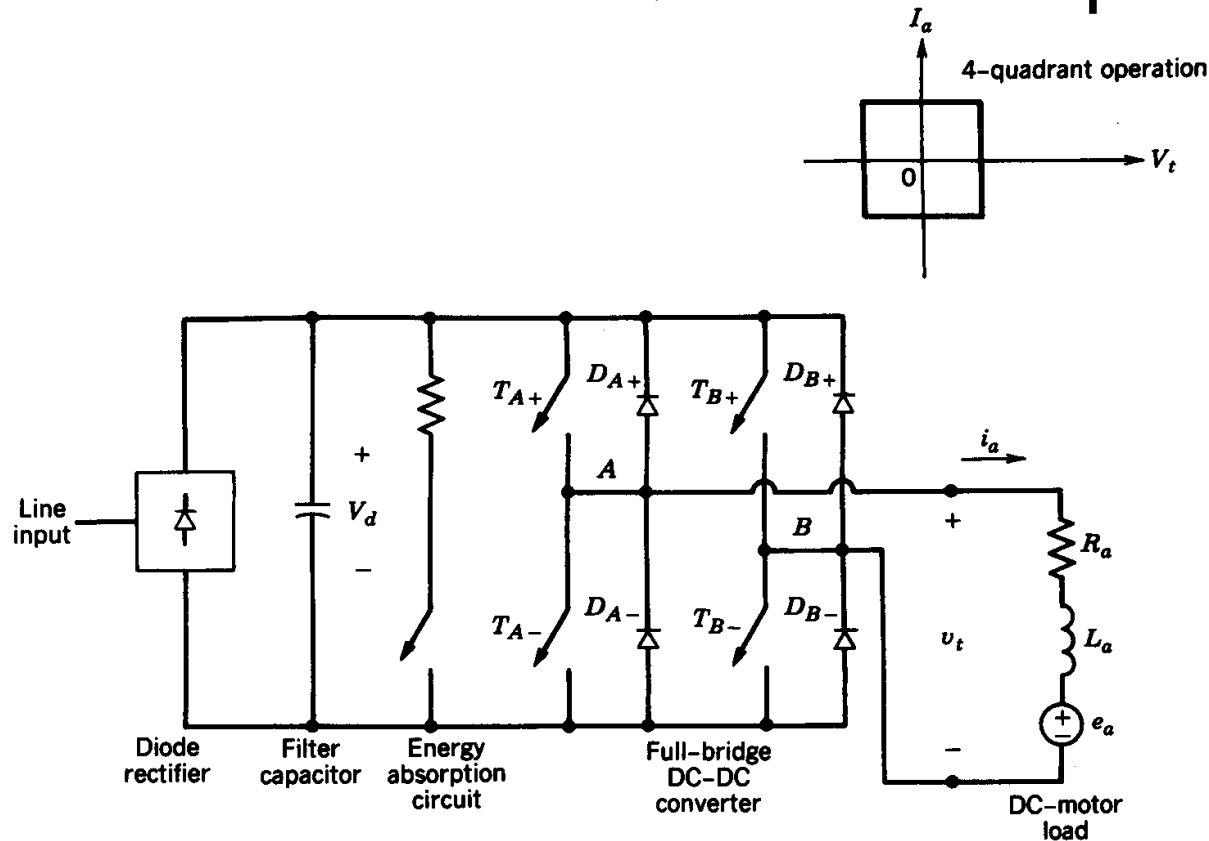 I_a
4-quadrant operation
0
V_t
T_A+
D_A+
T_B+
D_B+
i_a
A
+
Line
input
V_d
+
B
R_a
−
T_A−
D_A−
T_B−
D_B−
v_t
L_a
+
−
e_a
−
Diode
rectifier
Filter
capacitor
Energy
absorption
circuit
Full-bridge
DC-DC
converter
DC-motor
load